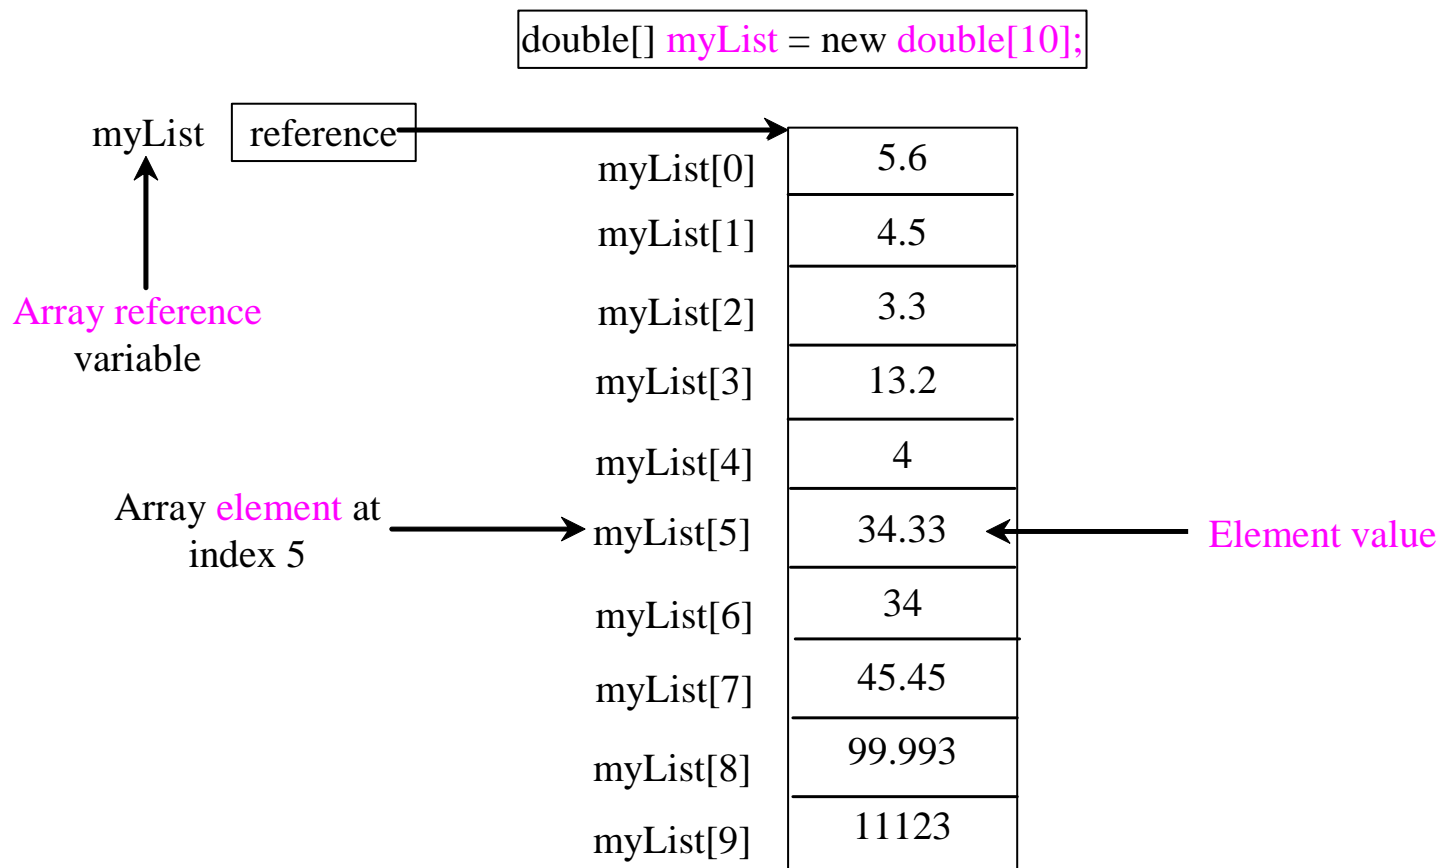 double[] myList = new double[10];
myList reference
myList[0] 5.6
myList[1] 4.5
Array reference
variable
myList[2] 3.3
myList[3] 13.2
myList[4] 4
Array element at
index 5
myList[5] 34.33
Element value
myList[6] 34
myList[7] 45.45
myList[8] 99.993
myList[9] 11123